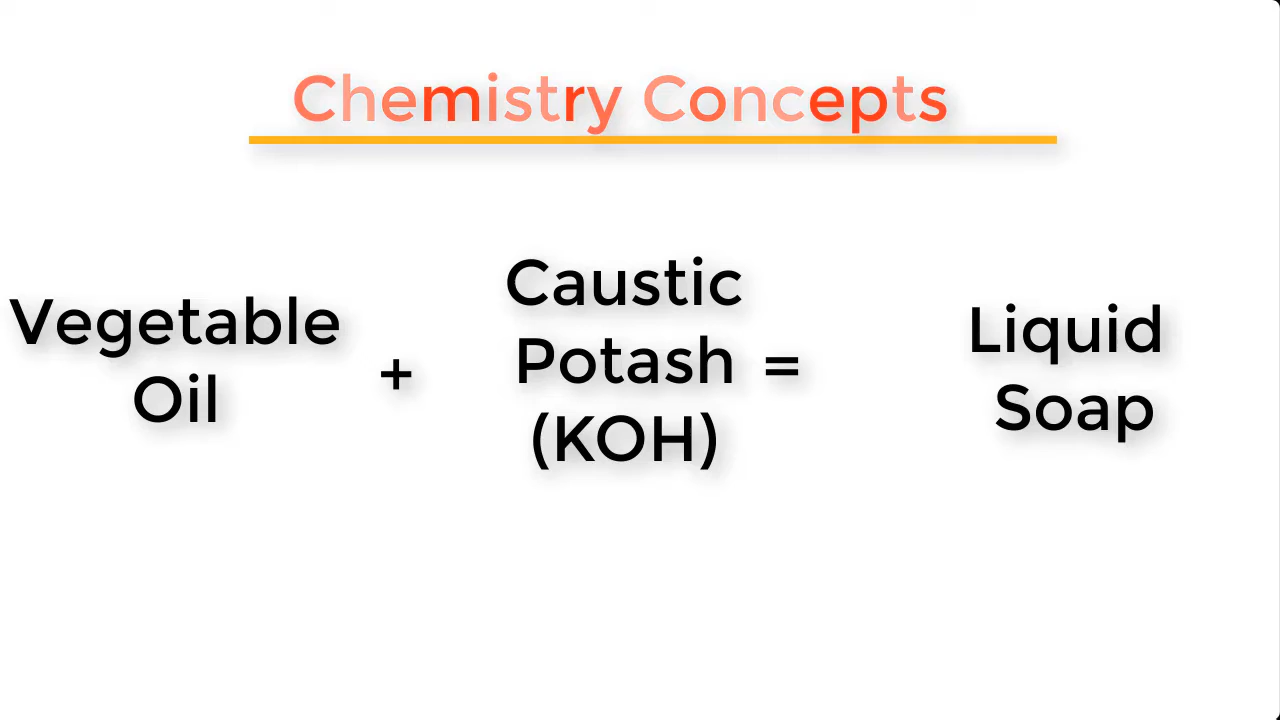 Chemistry Concepts
Vegetable
Oil
+
Caustic
Potash
(KOH)
=
Liquid
Soap